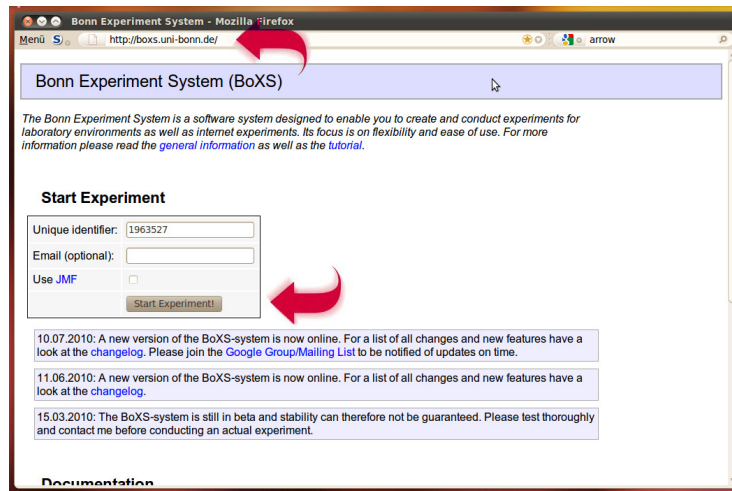 Bonn Experiment System - Mozilla Firefox
Menü S) http://boxs.uni-bonn.de/ arrow
Bonn Experiment System (BoXS)
The Bonn Experiment System is a software system designed to enable you to create and conduct experiments for
laboratory environments as well as internet experiments. Its focus is on flexibility and ease of use. For more
information please read the general information as well as the tutorial.
Start Experiment
Unique identifier: 1963527
Email (optional):
Use JMF
Start Experiment!
10.07.2010: A new version of the BoXS-system is now online. For a list of all changes and new features have a
look at the changelog. Please join the Google Group/Mailing List to be notified of updates on time.
11.06.2010: A new version of the BoXS-system is now online. For a list of all changes and new features have a
look at the changelog.
15.03.2010: The BoXS-system is still in beta and stability can therefore not be guaranteed. Please test thoroughly
and contact me before conducting an actual experiment.
Documentation